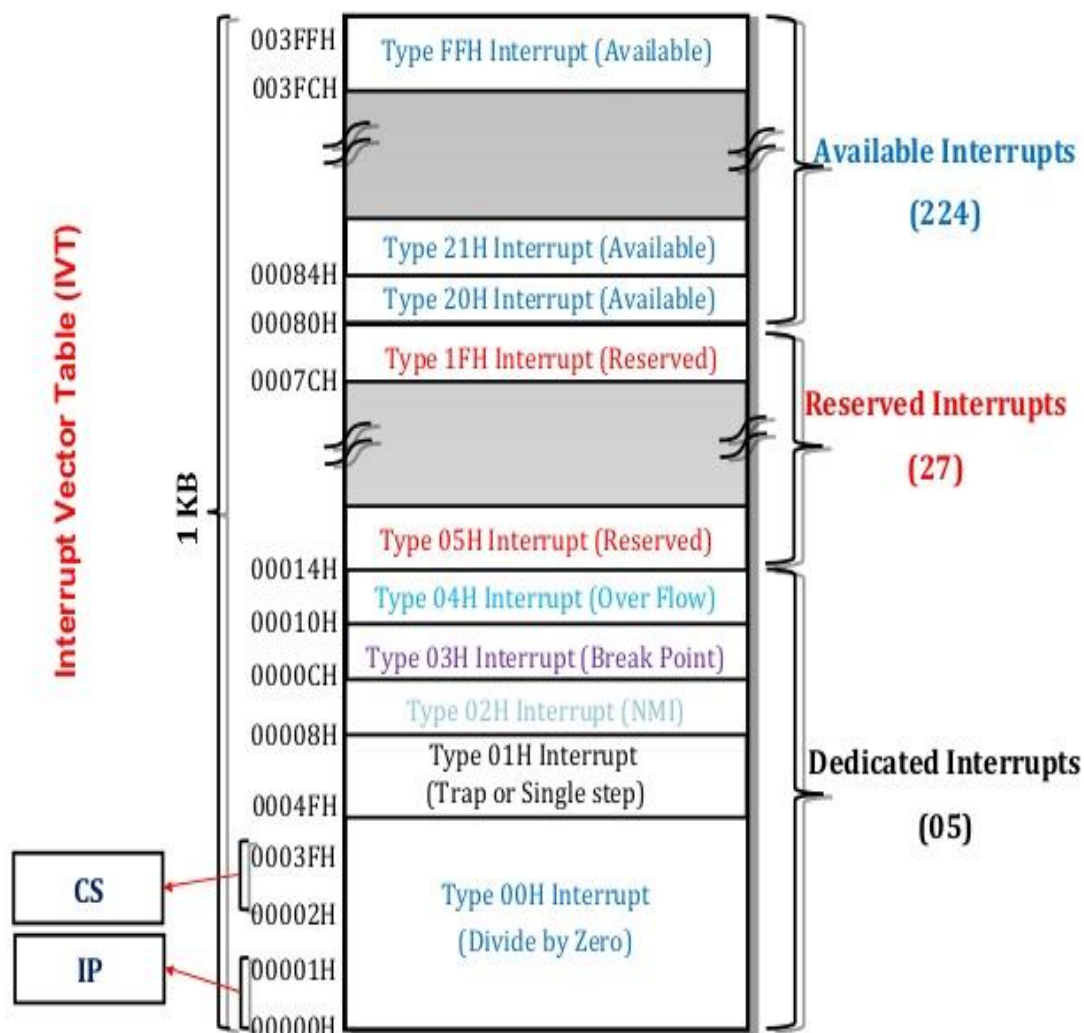 Interrupt Vector Table (IVT)
1 KB
003FFH
Type FFH Interrupt (Available)
003FCH
Available Interrupts
(224)
Type 21H Interrupt (Available)
00084H
Type 20H Interrupt (Available)
00080H
Type 1FH Interrupt (Reserved)
0007CH
Reserved Interrupts
(27)
Type 05H Interrupt (Reserved)
00014H
Type 04H Interrupt (Over Flow)
00010H
Type 03H Interrupt (Break Point)
0000CH
Type 02H Interrupt (NMI)
00008H
Type 01H Interrupt
(Trap or Single step)
0004FH
Dedicated Interrupts
(05)
0003FH
CS
00002H
Type 00H Interrupt
(Divide by Zero)
IP
00001H
00000H